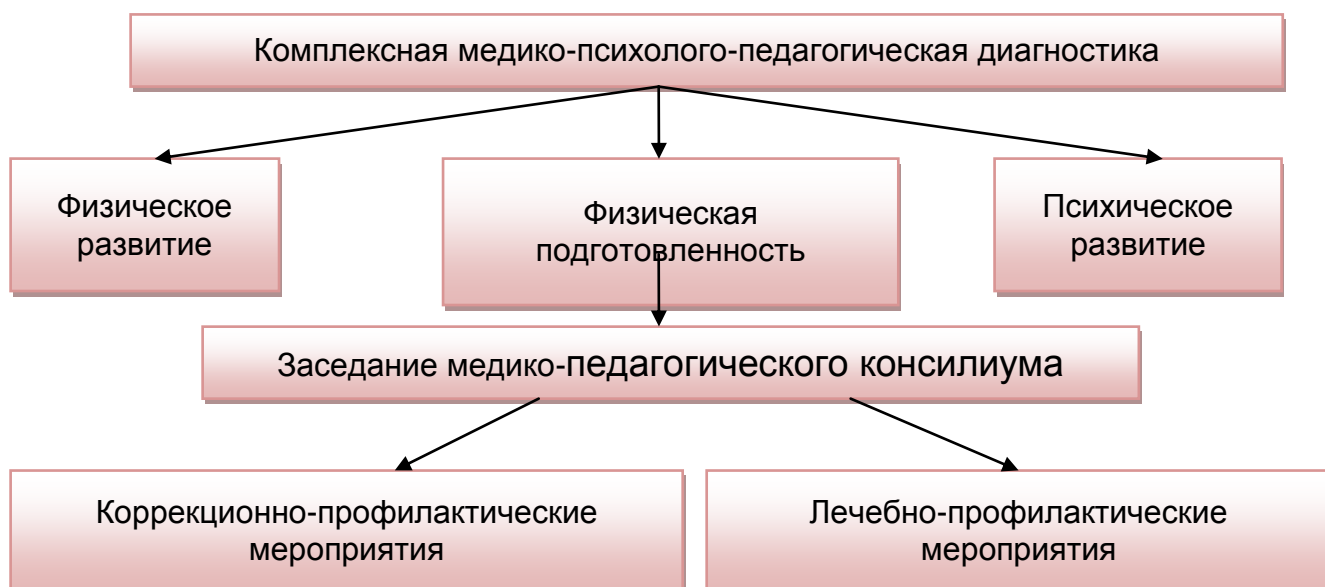 Комплексная медико-психолого-педагогическая диагностика
Физическое
развитие
Физическая
подготовленность
Психическое
развитие
Заседание медико-педагогического консилиума
Коррекционно-профилактические
мероприятия
Лечебно-профилактические
мероприятия